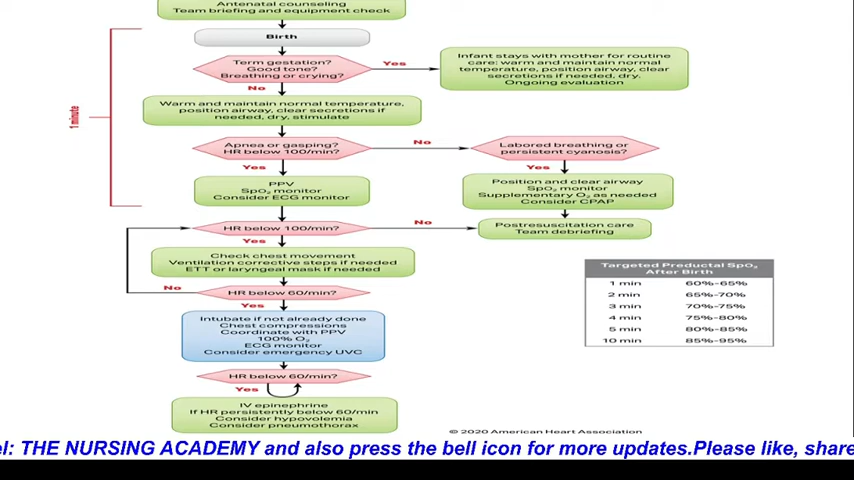 Antenatal counseling
Team briefing and equipment check
Birth
Term gestation?
Good tone?
Breathing or crying?
Yes
Infant stays with mother for routine
care: warm and maintain normal
temperature, position airway, clear
secretions if needed, dry.
Ongoing evaluation
No
1 minute
Warm and maintain normal temperature,
position airway, clear secretions if
needed, dry, stimulate
Apnea or gasping?
HR below 100/min?
No
Labored breathing or
persistent cyanosis?
Yes
Yes
PPV
SpO₂ monitor
Consider ECG monitor
Position and clear airway
SpO₂ monitor
Supplementary O₂ as needed
Consider CPAP
HR below 100/min?
No
Postresuscitation care
Team debriefing
Yes
Check chest movement
Ventilation corrective steps if needed
ETT or laryngeal mask if needed
No
HR below 60/min?
Yes
Intubate if not already done
Chest compressions
Coordinate with PPV
100% O₂
ECG monitor
Consider emergency UVC
HR below 60/min?
Yes
IV epinephrine
If HR persistently below 60/min
Consider hypovolemia
Consider pneumothorax
Targeted Preductal SpO₂
After Birth
1 min 60%-65%
2 min 65%-70%
3 min 70%-75%
4 min 75%-80%
5 min 80%-85%
10 min 85%-95%
© 2020 American Heart Association
el: THE NURSING ACADEMY and also press the bell icon for more updates.Please like, share